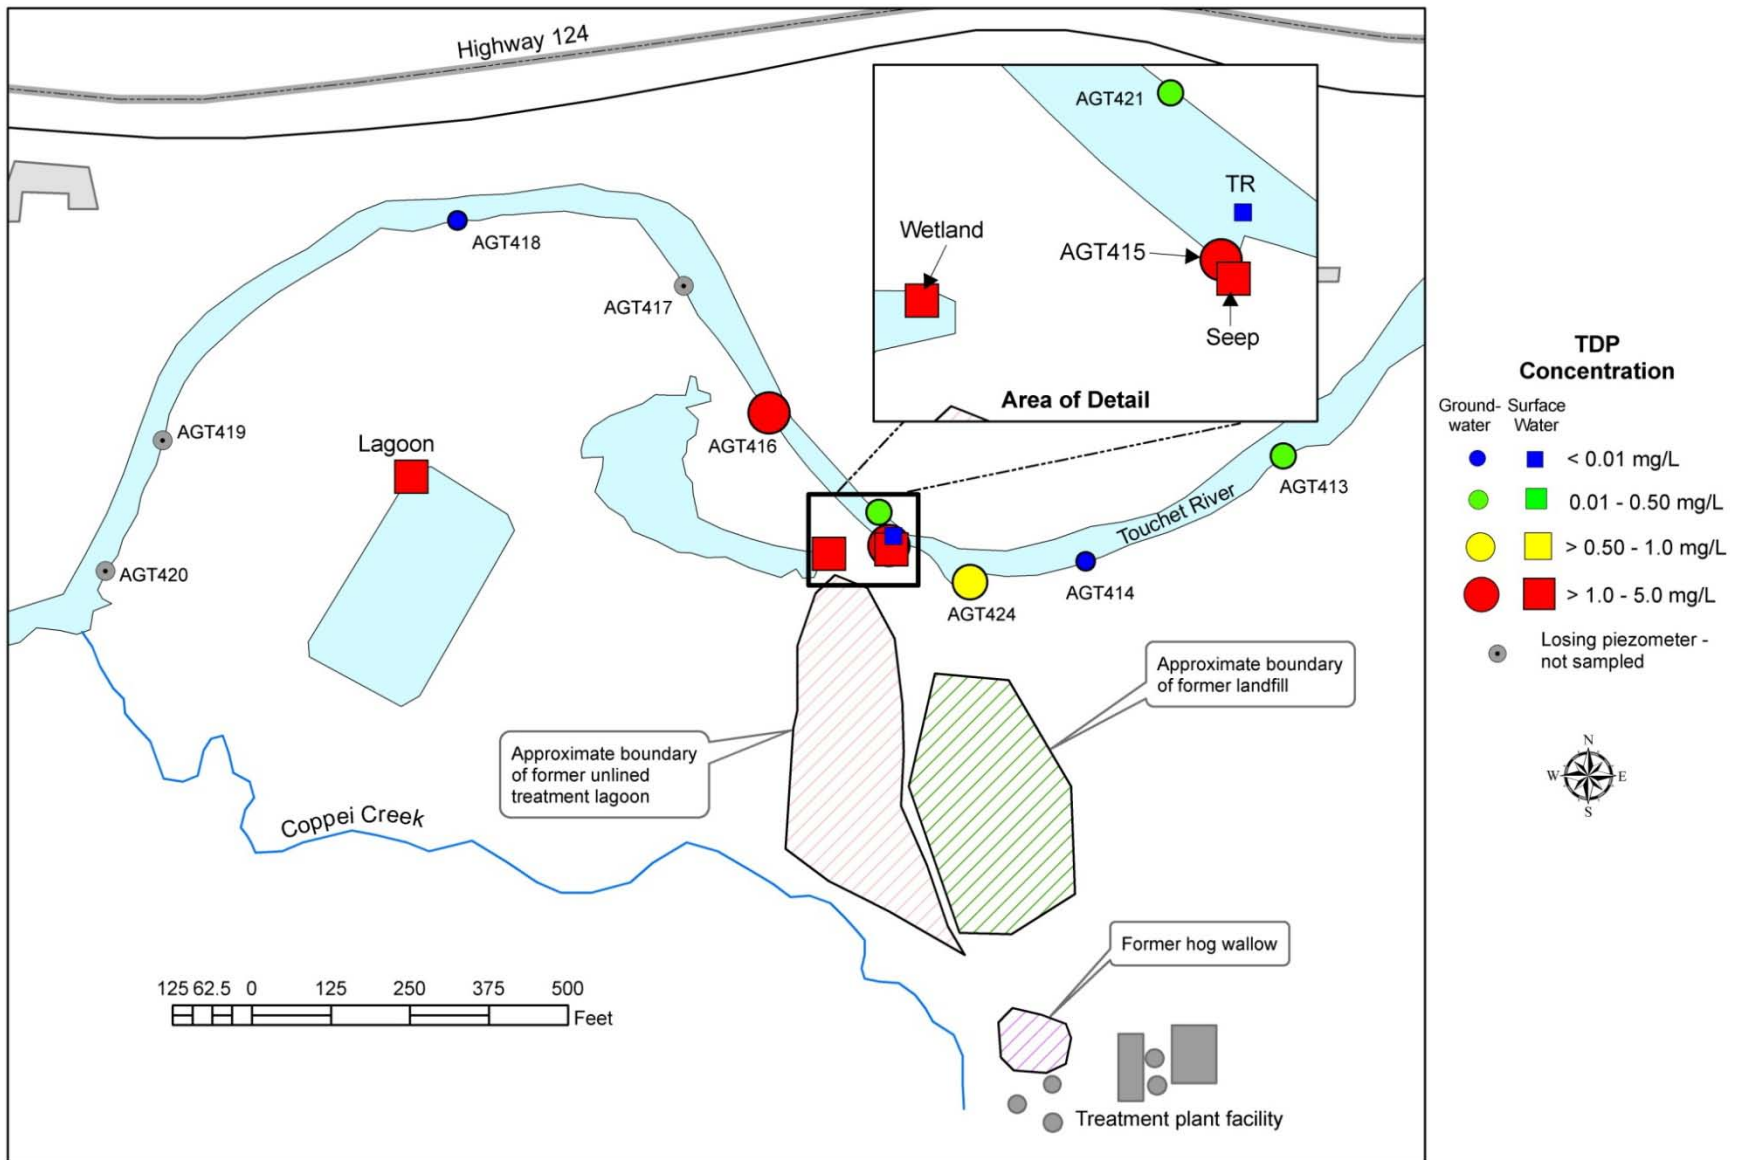 Highway 124
AGT421
TR
Wetland
AGT415
Seep
Area of Detail
AGT418
AGT417
AGT419
Lagoon
AGT416
AGT413
Touchet River
AGT420
AGT414
AGT424
Approximate boundary
of former landfill
Approximate boundary
of former unlined
treatment lagoon
Coppei Creek
Former hog wallow
125 62.5 0 125 250 375 500
Feet
Treatment plant facility
TDP
Concentration
Ground- Surface
water Water
< 0.01 mg/L
0.01 - 0.50 mg/L
> 0.50 - 1.0 mg/L
> 1.0 - 5.0 mg/L
Losing piezometer -
not sampled
N
W E
S